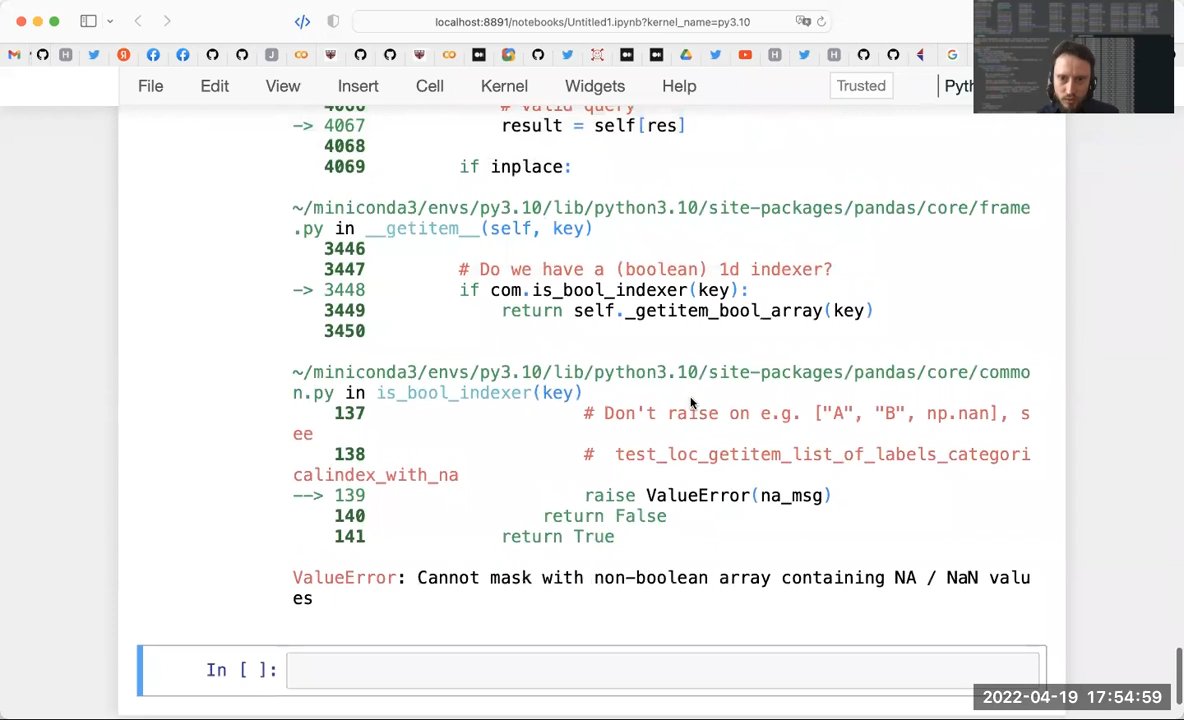 localhost:8891/notebooks/Untitled1.ipynb?kernel_name=py3.10
File Edit View Insert Cell Kernel Widgets Help Trusted Pyth
4066 # valid query
-> 4067 result = self[res]
4068
4069 if inplace:
~/miniconda3/envs/py3.10/lib/python3.10/site-packages/pandas/core/frame
.py in __getitem__(self, key)
3446
3447 # Do we have a (boolean) 1d indexer?
-> 3448 if com.is_bool_indexer(key):
3449 return self._getitem_bool_array(key)
3450
~/miniconda3/envs/py3.10/lib/python3.10/site-packages/pandas/core/commo
n.py in is_bool_indexer(key)
137 # Don't raise on e.g. ["A", "B", np.nan], s
ee
138 # test_loc_getitem_list_of_labels_categori
calindex_with_na
--> 139 raise ValueError(na_msg)
140 return False
141 return True
ValueError: Cannot mask with non-boolean array containing NA / NaN valu
es
In [ ]:
2022-04-19 17:54:59